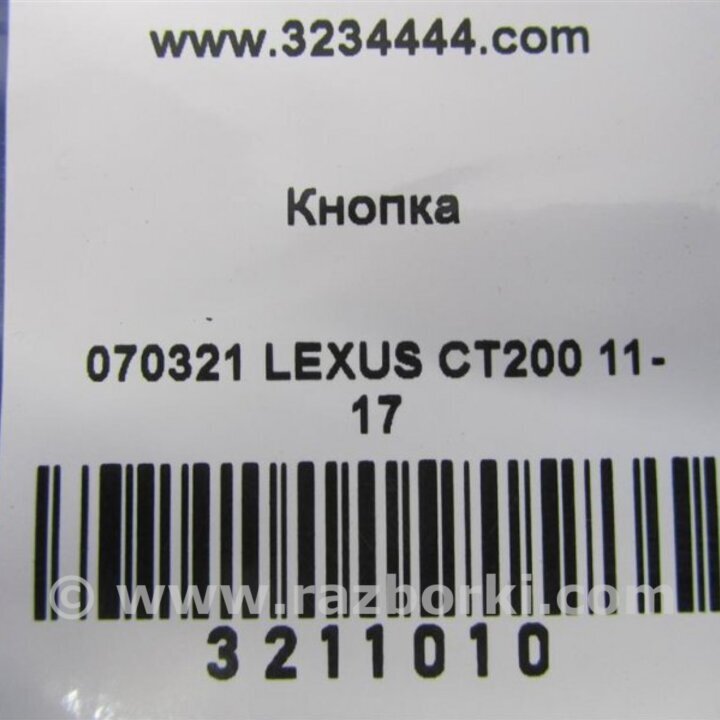 www.3234444.com
Кнопка
070321 LEXUS CT200 11-
17
© www.razborki.com
3211010